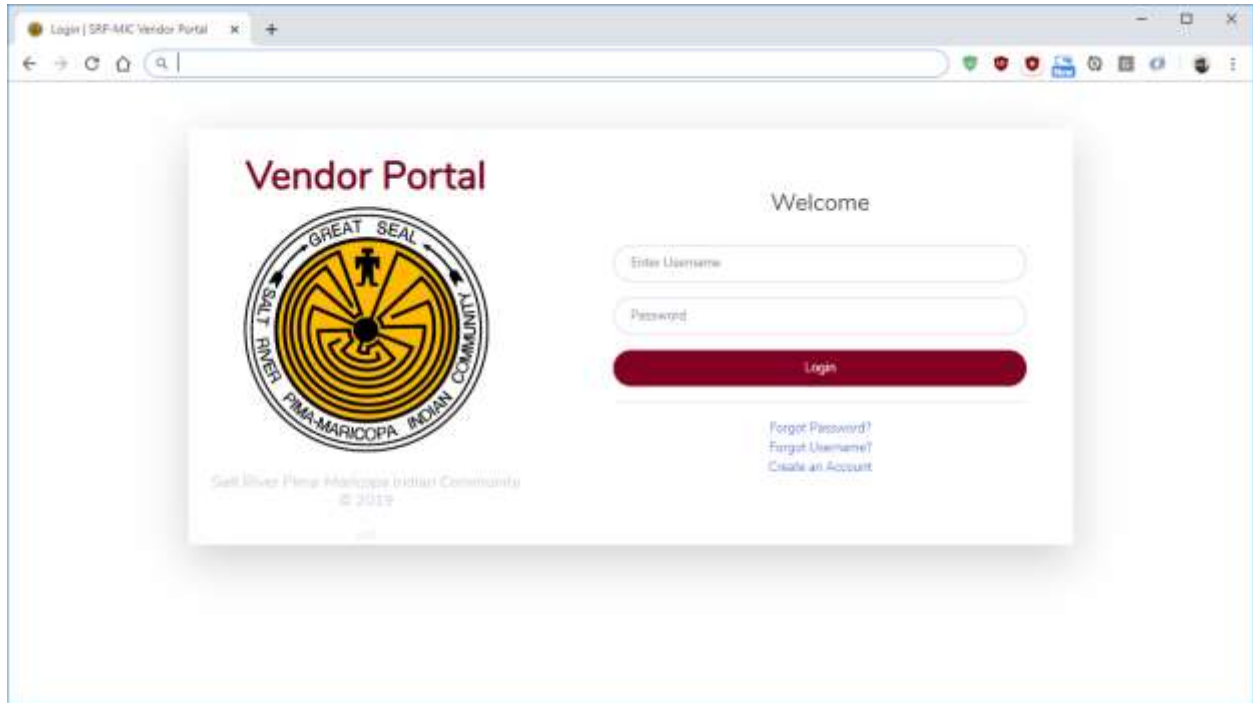 Login | SRP-MIC Vendor Portal
Vendor Portal
GREAT SEAL
SALT RIVER PIMA-MARICOPA INDIAN COMMUNITY
Salt River Pima-Maricopa Indian Community
© 2019
Welcome
Enter Username
Password
Login
Forgot Password?
Forgot Username?
Create an Account